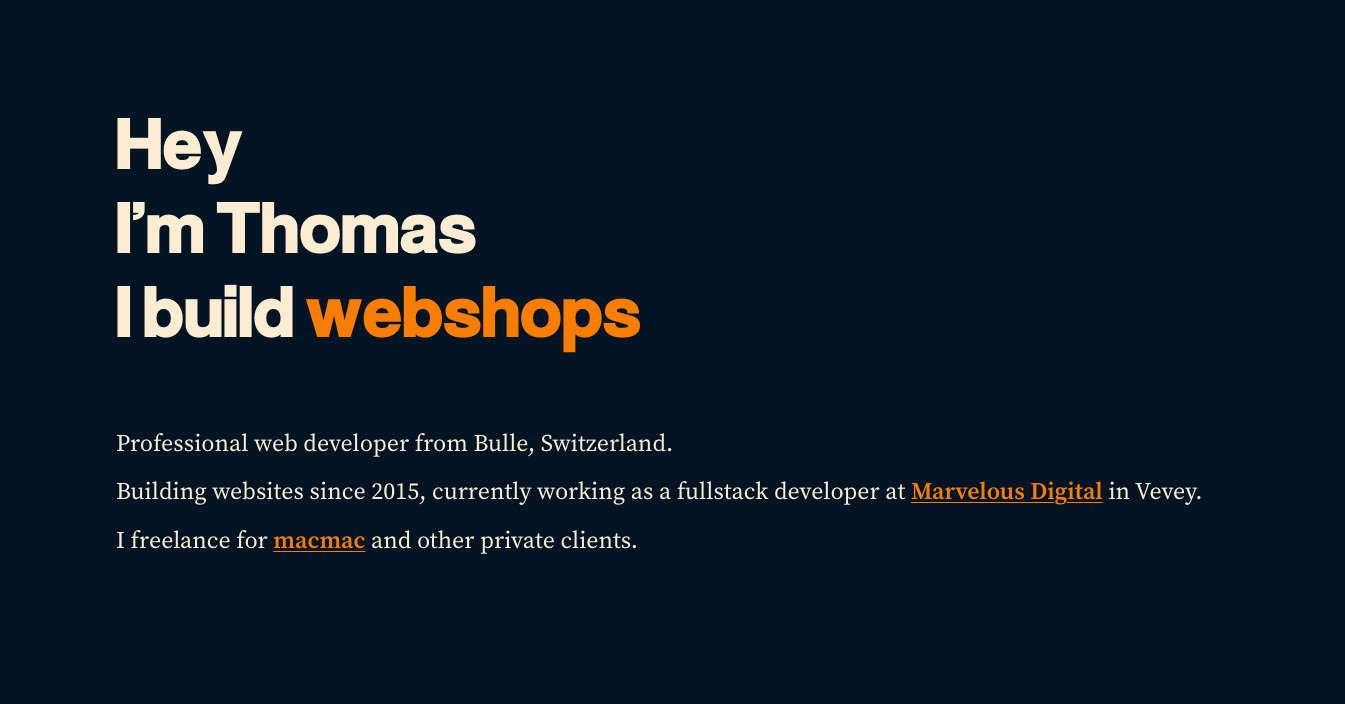 Hey
I’m Thomas
I build webshops
Professional web developer from Bulle, Switzerland.
Building websites since 2015, currently working as a fullstack developer at Marvelous Digital in Vevey.
I freelance for macmac and other private clients.